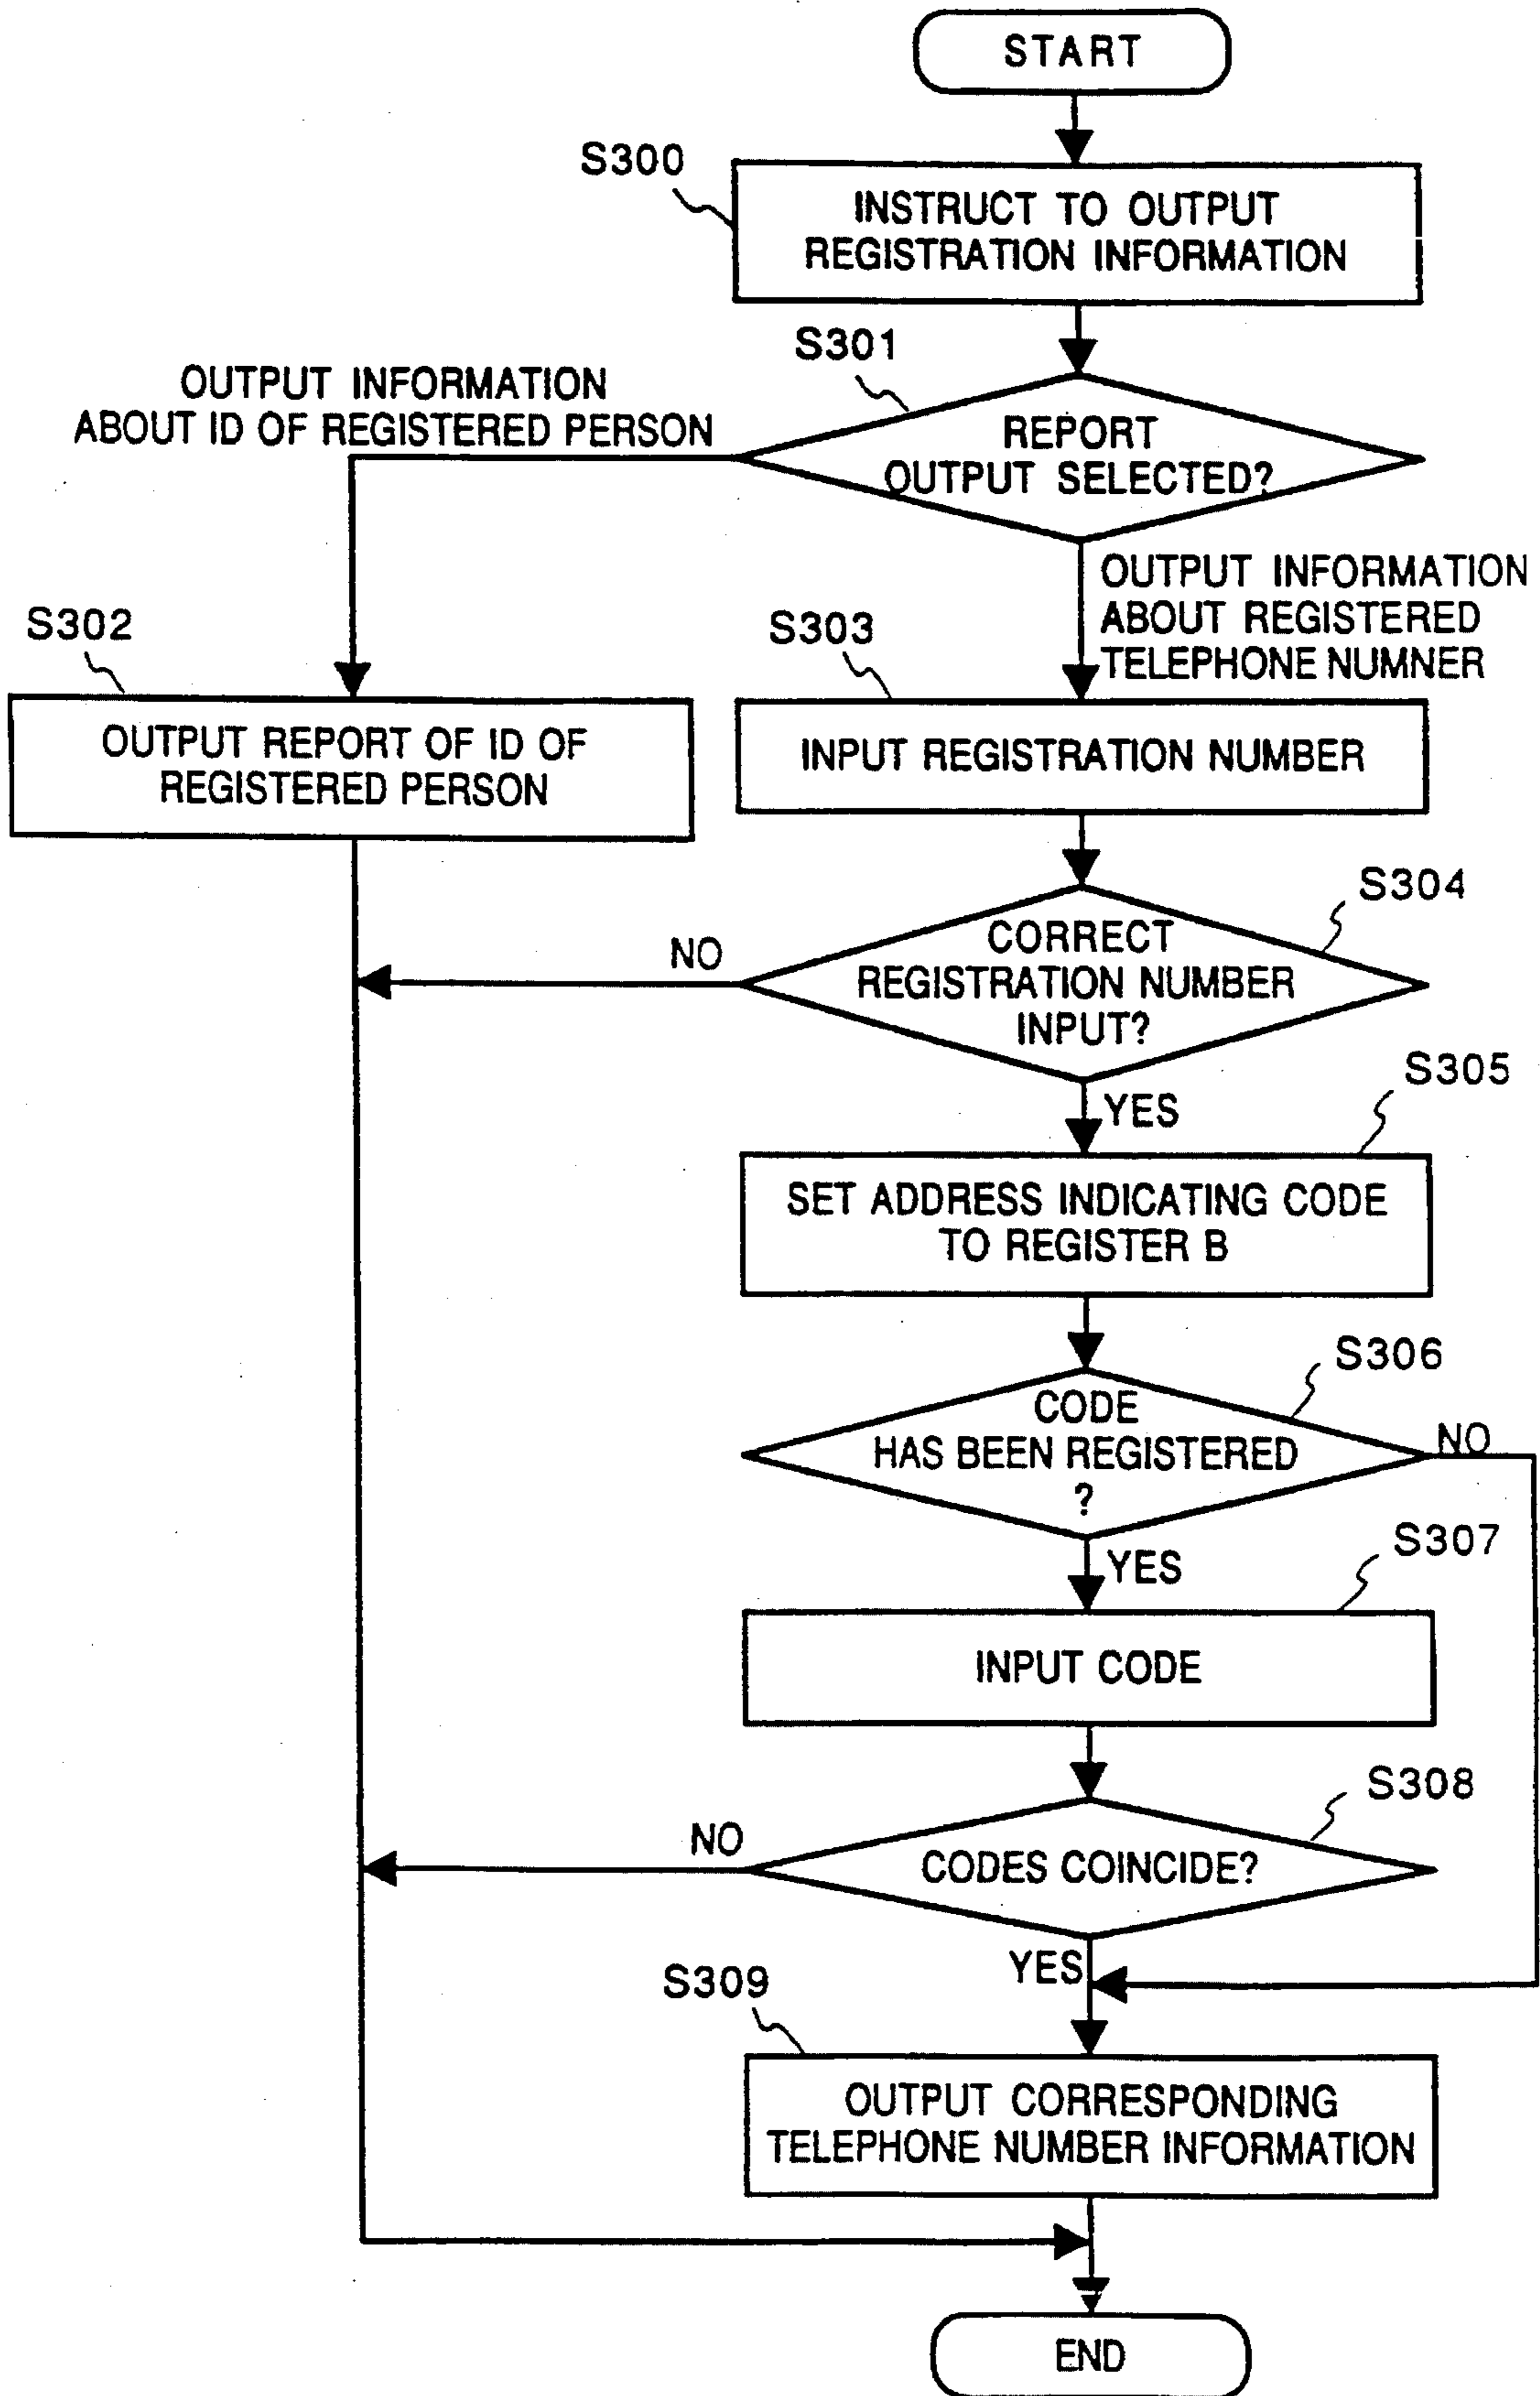 START
S300
INSTRUCT TO OUTPUT
REGISTRATION INFORMATION
S301
OUTPUT INFORMATION
ABOUT ID OF REGISTERED PERSON
REPORT
OUTPUT SELECTED?
OUTPUT INFORMATION
ABOUT REGISTERED
TELEPHONE NUMNER
S302
S303
OUTPUT REPORT OF ID OF
REGISTERED PERSON
INPUT REGISTRATION NUMBER
S304
NO
CORRECT
REGISTRATION NUMBER
INPUT?
S305
YES
SET ADDRESS INDICATING CODE
TO REGISTER B
S306
CODE
HAS BEEN REGISTERED
?
NO
S307
YES
INPUT CODE
S308
NO
CODES COINCIDE?
YES
S309
OUTPUT CORRESPONDING
TELEPHONE NUMBER INFORMATION
END